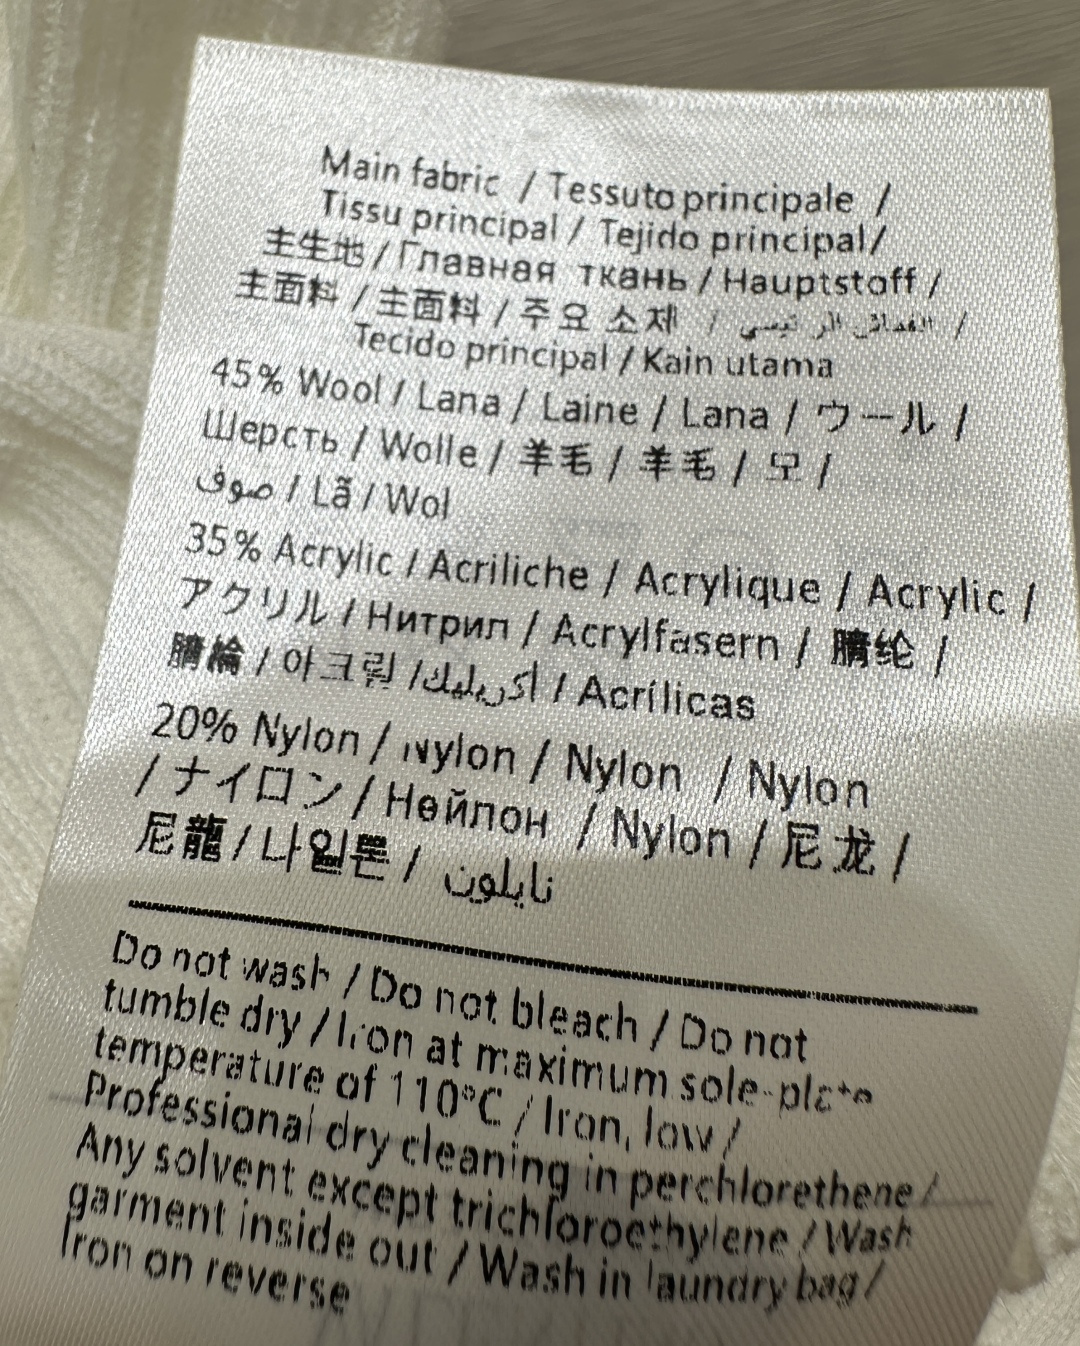 Main fabric / Tessuto principale /
Tissu principal / Tejido principal/
主生地 / Главная ткань / Hauptstoff /
主面料 / 主面料 / 주요 소재 / /
Tecido principal / Kain utama
45% Wool / Lana / Laine / Lana / ウール /
Шерсть / Wolle / 羊毛 / 羊毛 / 모 /
صوف / Lã / Wol
35% Acrylic / Acriliche / Acrylique / Acrylic /
アクリル / Нитрил / Acrylfasern / 腈纶 /
腈綸 / 아크릴 / أكريليك / Acrílicas
20% Nylon / Nylon / Nylon / Nylon
/ ナイロン / Нөйлон / Nylon / 尼龙 /
尼龍 / 나일론 / نايلون
Do not wash / Do not bleach / Do not
tumble dry / Iron at maximum sole-plate
temperature of 110°C / Iron, low /
Professional dry cleaning in perchlorethene /
Any solvent except trichloroethylene / Wash
garment inside out / Wash in laundry bag /
Iron on reverse